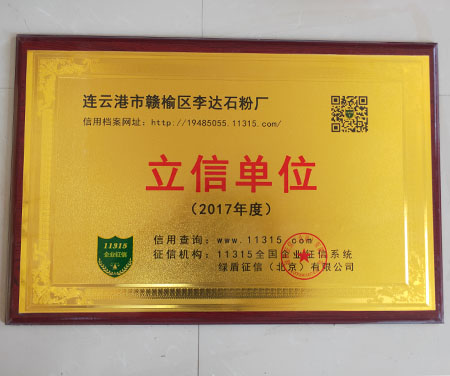 连云港市赣榆区李达石粉厂
信用档案网址：http://19485055.11315.com/
立信单位
（2017年度）
11315
企业征信
信用查询：www.11315.com
征信机构：11315全国企业征信系统
绿盾征信（北京）有限公司